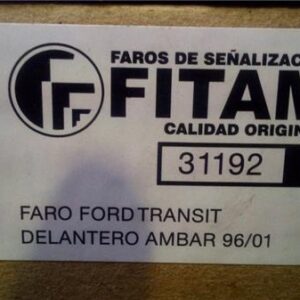 FAROS DE SEÑALIZAC
FITAM
CALIDAD ORIGIN
31192
FARO FORD TRANSIT
DELANTERO AMBAR 96/01